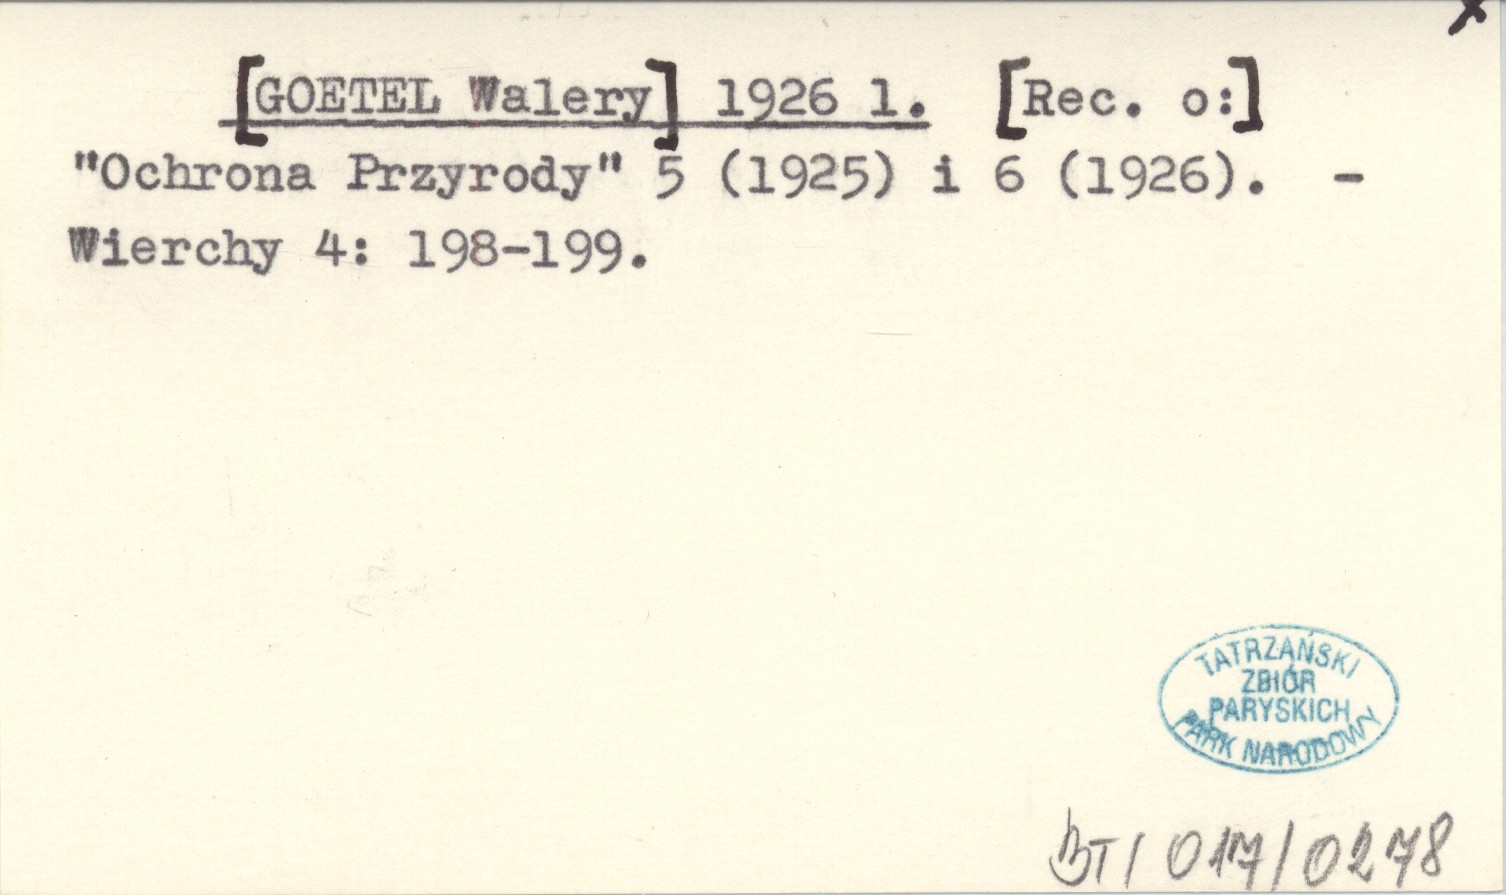 [GOETEL Walery] 1926 l. [Rec. o:]
"Ochrona Przyrody" 5 (1925) i 6 (1926). -
Wierchy 4: 198-199.
TATRZAŃSKI
ZBIÓR
PARYSKICH
PARK NARODOWY
BT/017/0278